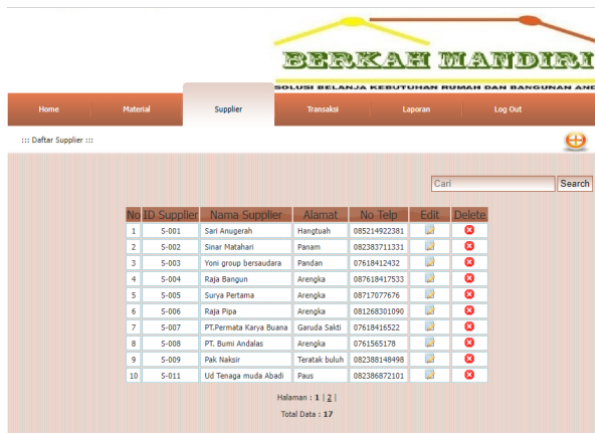 BERKAH MANDIRI
SOLUSI BELANJA KEBUTUHAN RUMAH DAN BANGUNAN AND
Home Material Supplier Transaksi Laporan Log Out
::: Daftar Supplier :::
Cari Search
No ID Supplier Nama Supplier Alamat No Telp Edit Delete
1 S-001 Sari Anugerah Hangtuah 085214922381
2 S-002 Sinar Matahari Panam 082383711331
3 S-003 Yoni group bersaudara Pandan 07618412432
4 S-004 Raja Bangun Arengka 087618417533
5 S-005 Surya Pertama Arengka 08717077676
6 S-006 Raja Pipa Arengka 081268301090
7 S-007 PT.Permata Karya Buana Garuda Sakti 07618416522
8 S-008 PT. Bumi Andalas Arengka 0761565178
9 S-009 Pak Naksir Teratak buluh 082388148498
10 S-011 Ud Tenaga muda Abadi Paus 082386872101
Halaman : 1 | 2 |
Total Data : 17